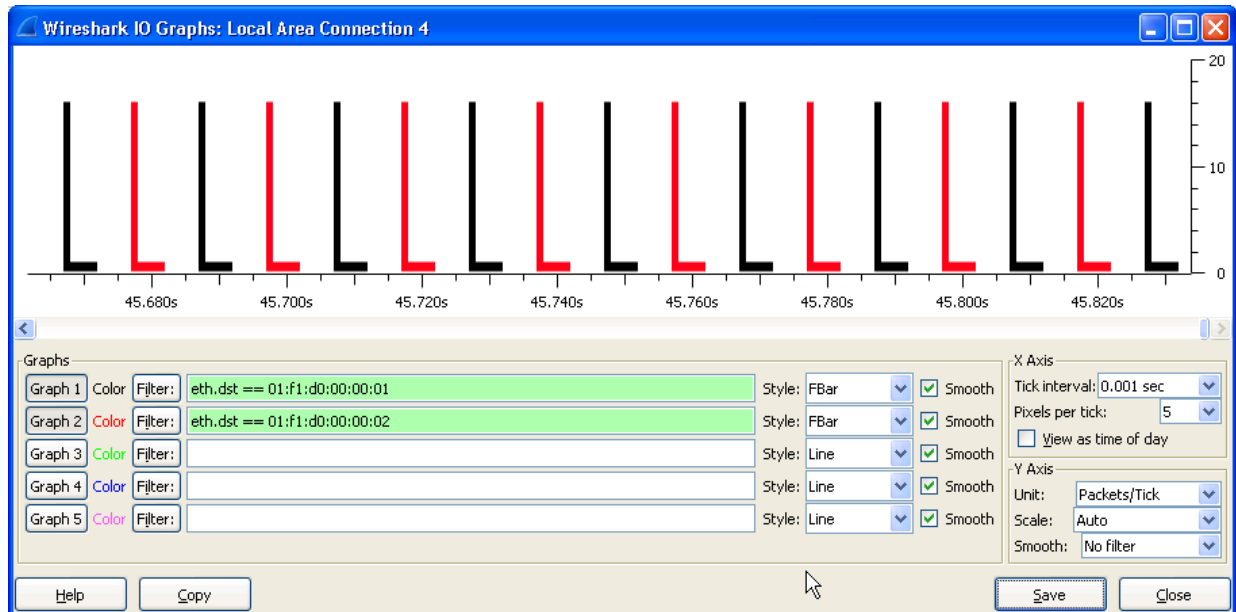 Wireshark IO Graphs: Local Area Connection 4
20
10
0
45.680s 45.700s 45.720s 45.740s 45.760s 45.780s 45.800s 45.820s
Graphs
Graph 1 Color Filter: eth.dst == 01:f1:d0:00:00:01 Style: FBar Smooth
Graph 2 Color Filter: eth.dst == 01:f1:d0:00:00:02 Style: FBar Smooth
Graph 3 Color Filter: Style: Line Smooth
Graph 4 Color Filter: Style: Line Smooth
Graph 5 Color Filter: Style: Line Smooth
X Axis
Tick interval: 0.001 sec
Pixels per tick: 5
View as time of day
Y Axis
Unit: Packets/Tick
Scale: Auto
Smooth: No filter
Help Copy Save Close